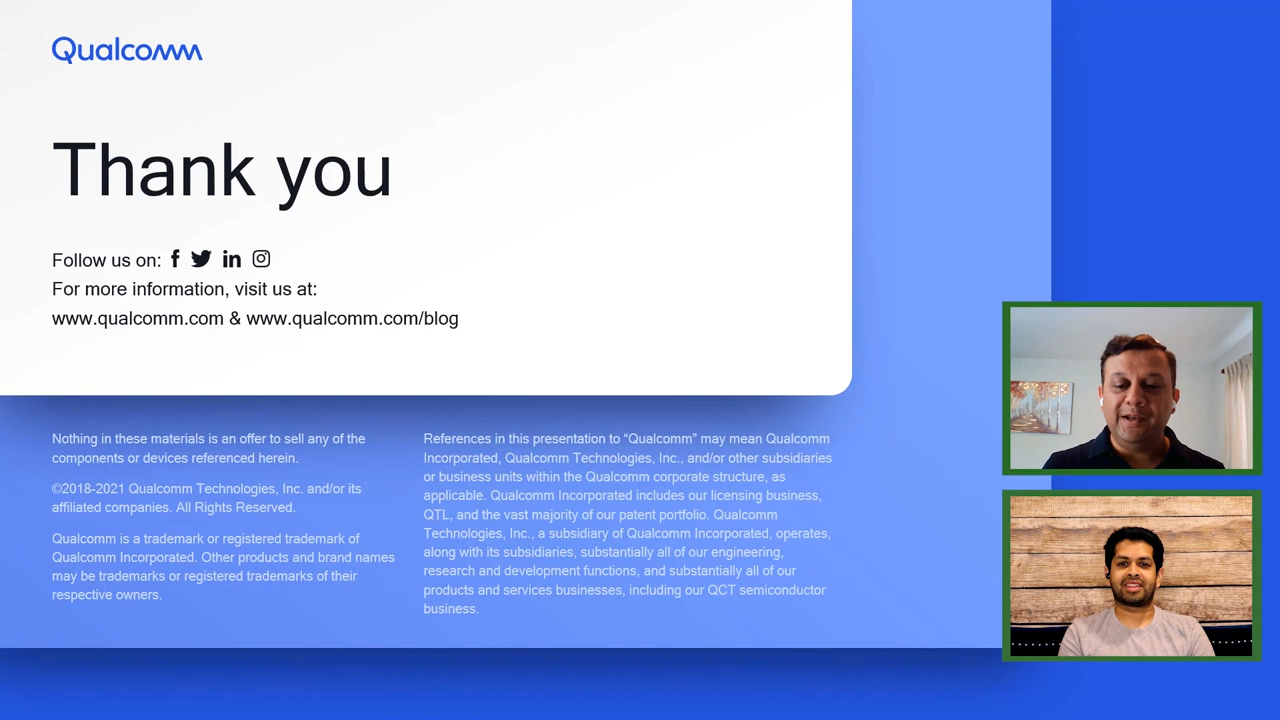 Qualcomm
Thank you
Follow us on:
For more information, visit us at:
www.qualcomm.com & www.qualcomm.com/blog
Nothing in these materials is an offer to sell any of the
components or devices referenced herein.
©2018-2021 Qualcomm Technologies, Inc. and/or its
affiliated companies. All Rights Reserved.
Qualcomm is a trademark or registered trademark of
Qualcomm Incorporated. Other products and brand names
may be trademarks or registered trademarks of their
respective owners.
References in this presentation to “Qualcomm” may mean Qualcomm
Incorporated, Qualcomm Technologies, Inc., and/or other subsidiaries
or business units within the Qualcomm corporate structure, as
applicable. Qualcomm Incorporated includes our licensing business,
QTL, and the vast majority of our patent portfolio. Qualcomm
Technologies, Inc., a subsidiary of Qualcomm Incorporated, operates,
along with its subsidiaries, substantially all of our engineering,
research and development functions, and substantially all of our
products and services businesses, including our QCT semiconductor
business.